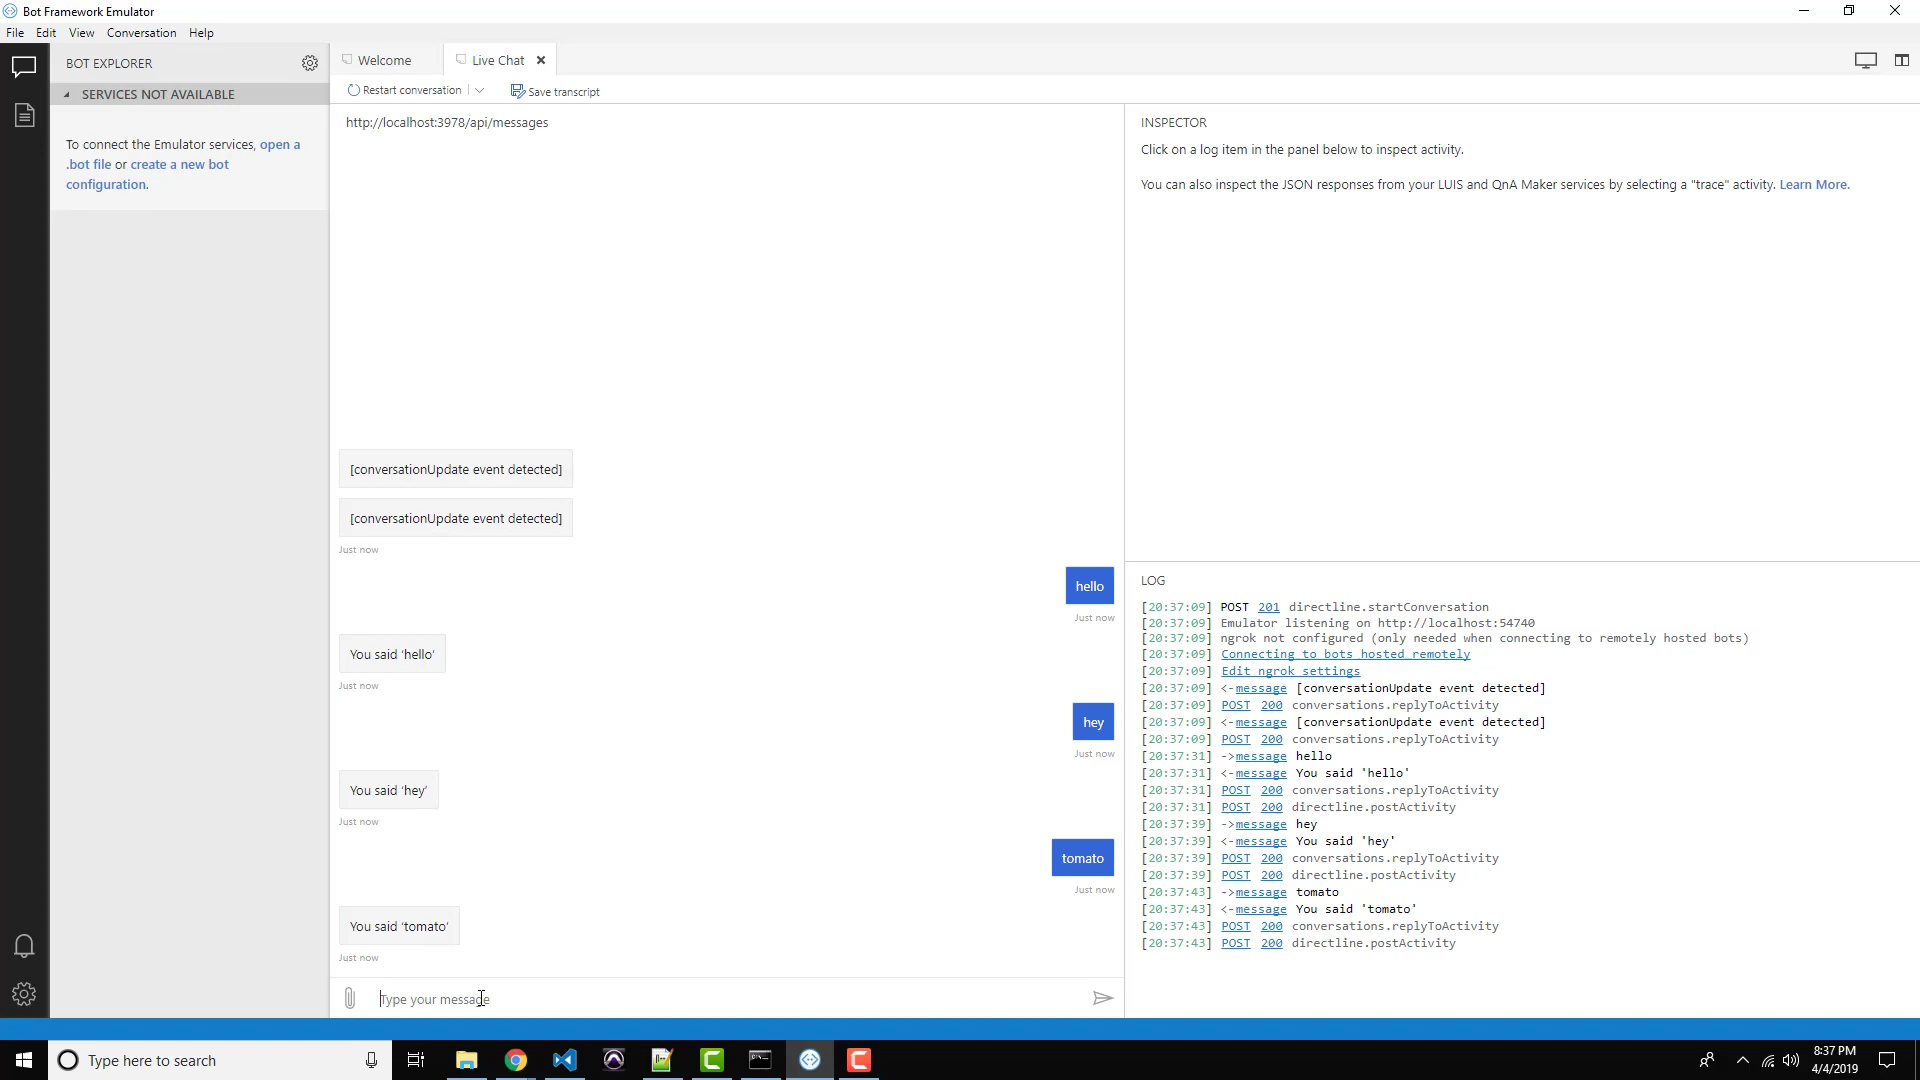 Bot Framework Emulator
File Edit View Conversation Help
BOT EXPLORER
SERVICES NOT AVAILABLE
To connect the Emulator services, open a
.bot file or create a new bot
configuration.
Welcome
Live Chat
Restart conversation
Save transcript
http://localhost:3978/api/messages
[conversationUpdate event detected]
[conversationUpdate event detected]
Just now
hello
Just now
You said 'hello'
Just now
hey
Just now
You said 'hey'
Just now
tomato
Just now
You said 'tomato'
Just now
Type your message
INSPECTOR
Click on a log item in the panel below to inspect activity.
You can also inspect the JSON responses from your LUIS and QnA Maker services by selecting a "trace" activity. Learn More.
LOG
[20:37:09] POST 201 directline.startConversation
[20:37:09] Emulator listening on http://localhost:54740
[20:37:09] ngrok not configured (only needed when connecting to remotely hosted bots)
[20:37:09] Connecting to bots hosted remotely
[20:37:09] Edit ngrok settings
[20:37:09] <-message [conversationUpdate event detected]
[20:37:09] POST 200 conversations.replyToActivity
[20:37:09] <-message [conversationUpdate event detected]
[20:37:09] POST 200 conversations.replyToActivity
[20:37:31] ->message hello
[20:37:31] <-message You said 'hello'
[20:37:31] POST 200 conversations.replyToActivity
[20:37:31] POST 200 directline.postActivity
[20:37:39] ->message hey
[20:37:39] <-message You said 'hey'
[20:37:39] POST 200 conversations.replyToActivity
[20:37:39] POST 200 directline.postActivity
[20:37:43] ->message tomato
[20:37:43] <-message You said 'tomato'
[20:37:43] POST 200 conversations.replyToActivity
[20:37:43] POST 200 directline.postActivity
Type here to search
8:37 PM
4/4/2019